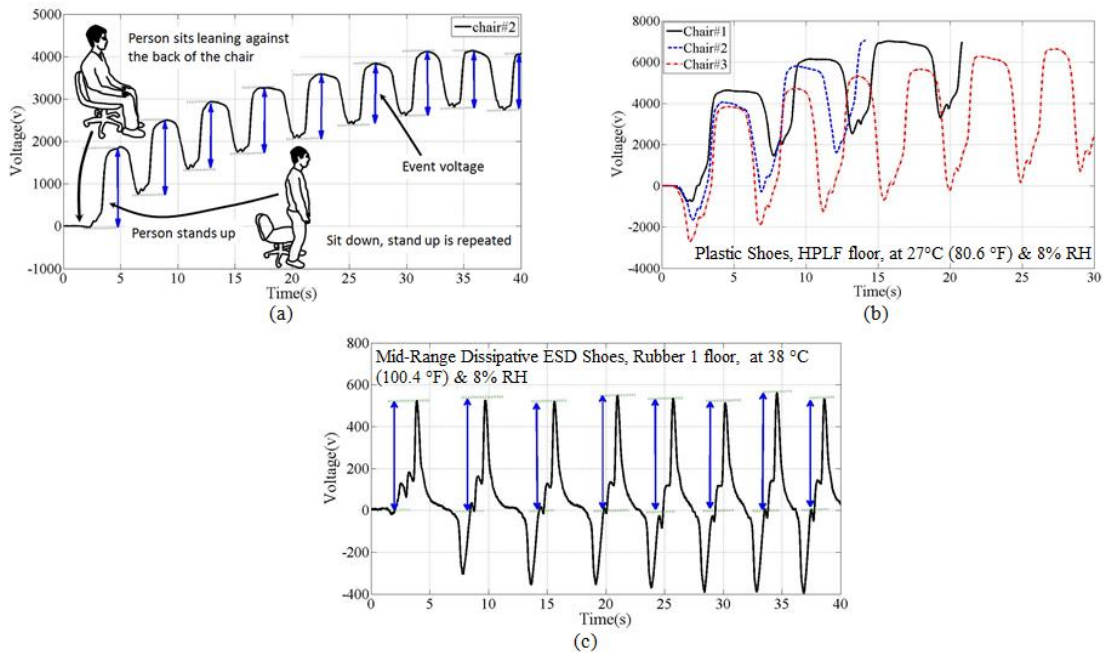 5000
4000
3000
2000
1000
0
-1000
Voltage(v)
chair#2
Person sits leaning against
the back of the chair
Event voltage
Person stands up
Sit down, stand up is repeated
0 5 10 15 20 25 30 35 40
Time(s)
(a)
8000
6000
4000
2000
0
-2000
-4000
Voltage(v)
Chair#1
Chair#2
Chair#3
Plastic Shoes, HPLF floor, at 27°C (80.6 °F) & 8% RH
0 5 10 15 20 25 30
Time(s)
(b)
800
600
400
200
0
-200
-400
Voltage(v)
Mid-Range Dissipative ESD Shoes, Rubber 1 floor, at 38 °C
(100.4 °F) & 8% RH
0 5 10 15 20 25 30 35 40
Time(s)
(c)